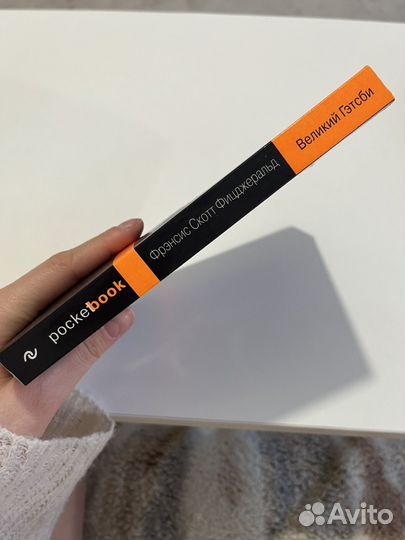 pocketbook
Фрэнсис Скотт Фицджеральд
Великий Гэтсби
Avito